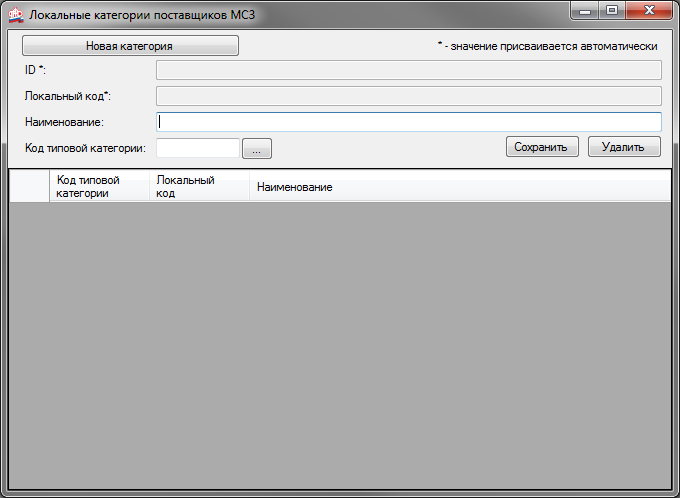 Локальные категории поставщиков МСЗ
Новая категория
* - значение присваивается автоматически
ID *:
Локальный код*:
Наименование:
Код типовой категории:
...
Сохранить
Удалить
Код типовой
категории
Локальный
код
Наименование